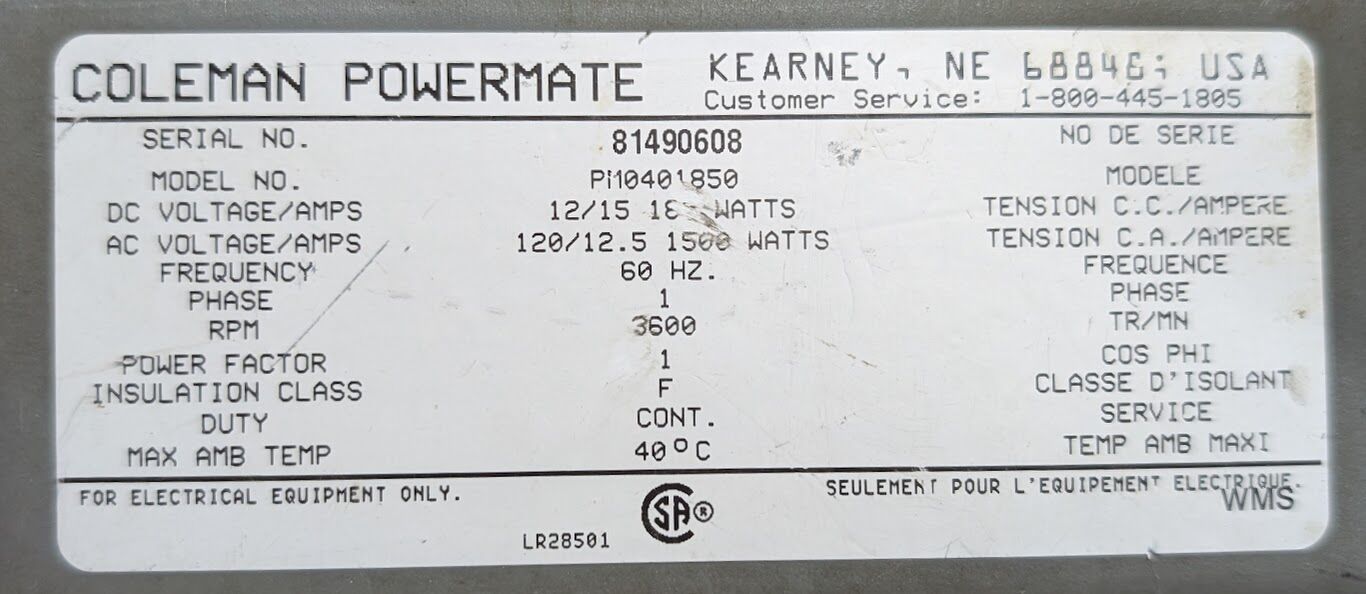 COLEMAN POWERMATE KEARNEY, NE USA
Customer Service: 1-800-445-1805
SERIAL NO. 81490608 NO DE SERIE
MODEL NO. PM0401850 MODELE
DC VOLTAGE/AMPS 12/15 WATTS TENSION C.C./AMPERE
AC VOLTAGE/AMPS 120/12.5 1500 WATTS TENSION C.A./AMPERE
FREQUENCY 60 HZ. FREQUENCE
PHASE 1 PHASE
RPM 3600 TR/MN
POWER FACTOR 1 COS PHI
INSULATION CLASS F CLASSE D'ISOLANT
DUTY CONT. SERVICE
MAX AMB TEMP 40°C TEMP AMB MAXI
FOR ELECTRICAL EQUIPMENT ONLY. SEULEMENT POUR L'EQUIPEMENT ELECTRIQUE.
WMS
SA®
LR28501